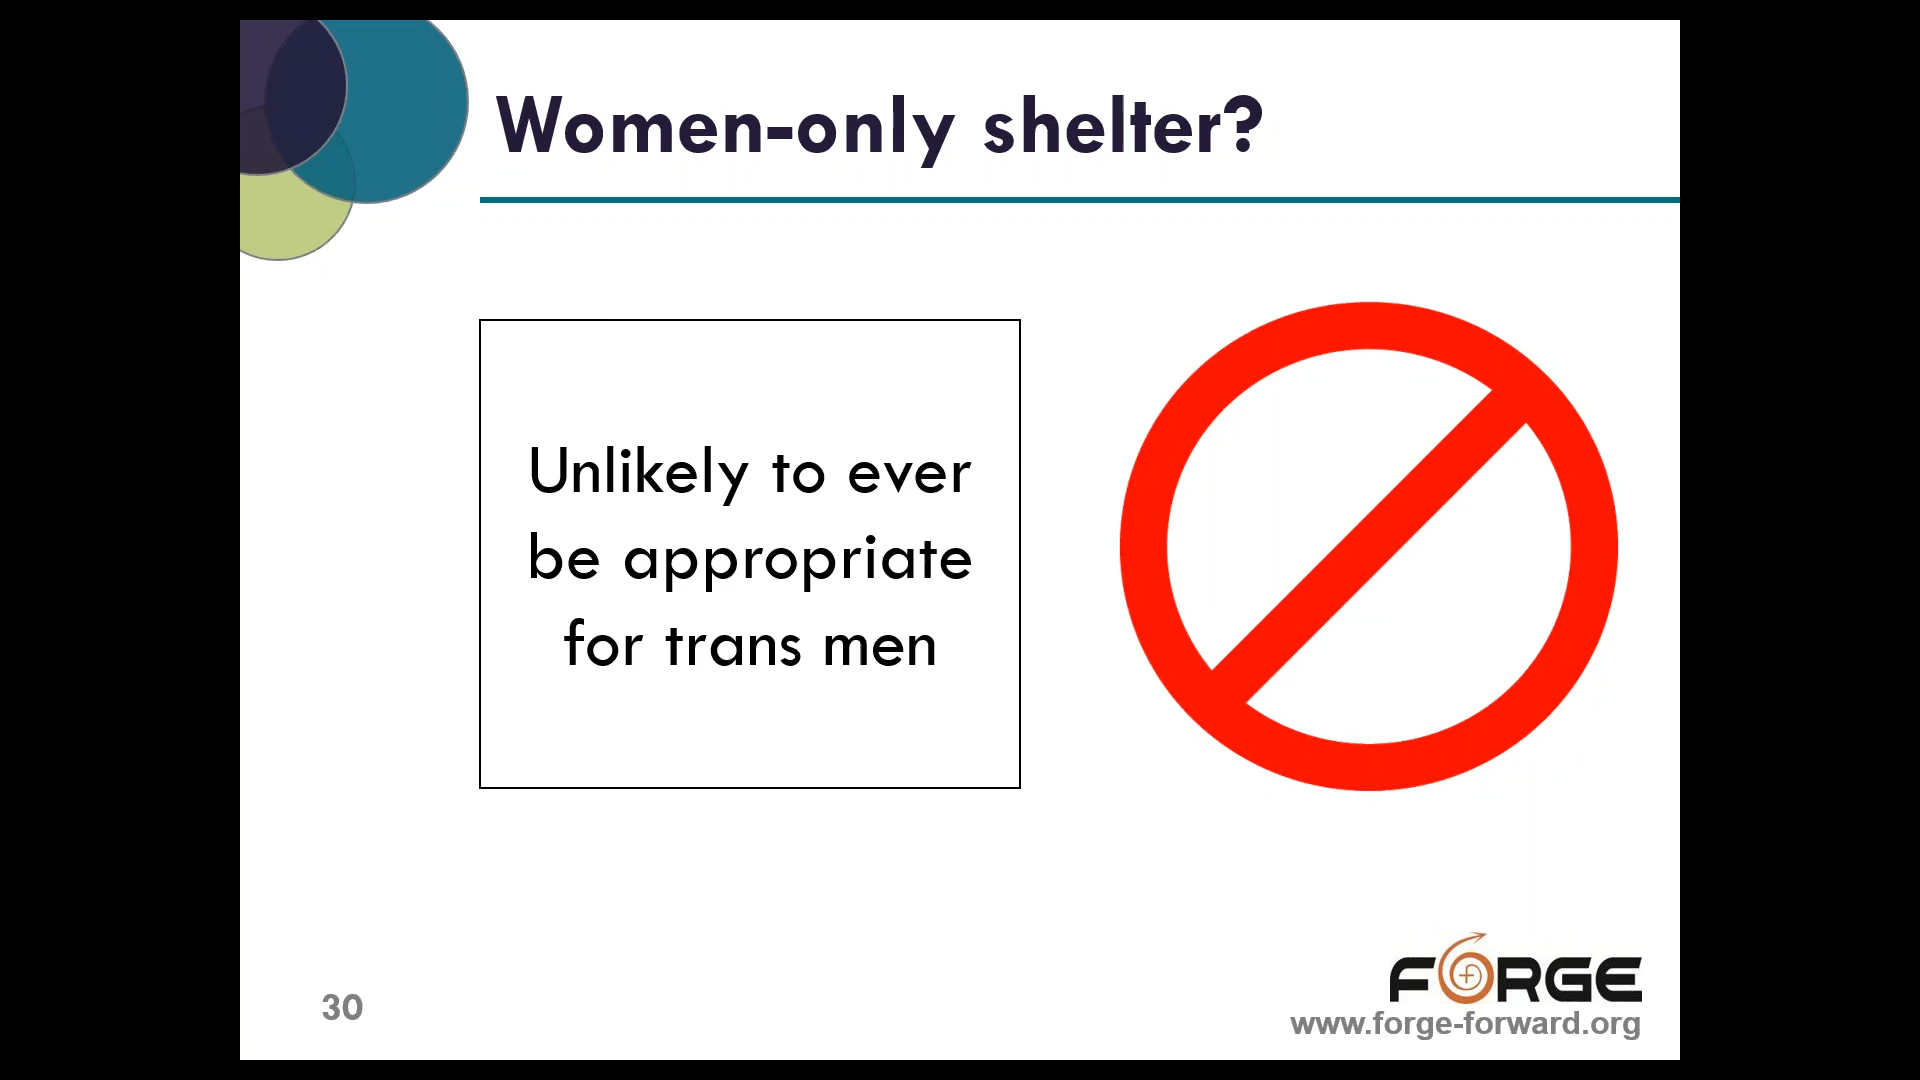 Women-only shelter?
Unlikely to ever
be appropriate
for trans men
30
FORGE
www.forge-forward.org